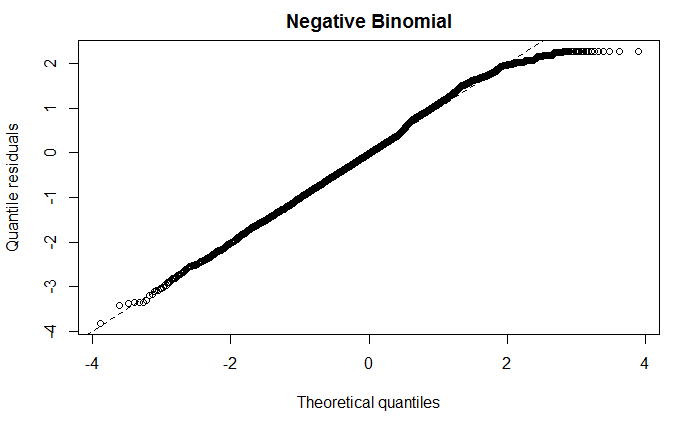 Negative Binomial
Quantile residuals
2
1
0
-1
-2
-3
-4
-4 -2 0 2 4
Theoretical quantiles